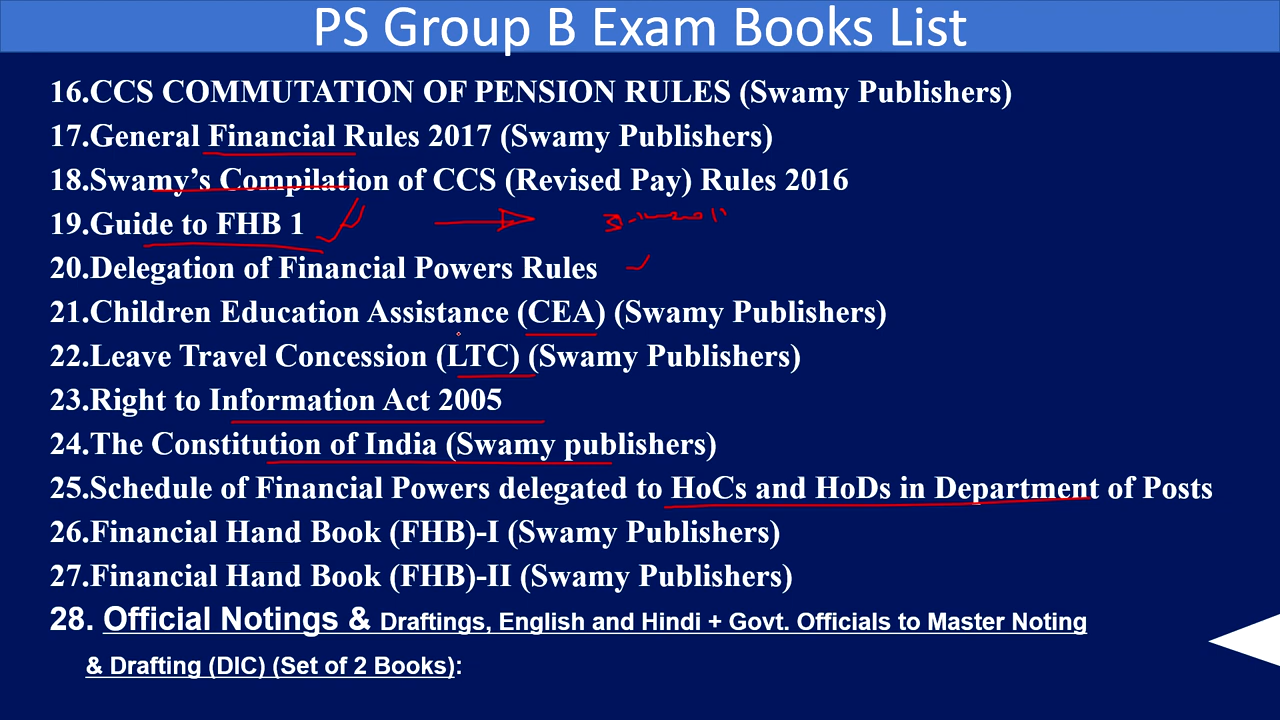 PS Group B Exam Books List
16.CCS COMMUTATION OF PENSION RULES (Swamy Publishers)
17.General Financial Rules 2017 (Swamy Publishers)
18.Swamy’s Compilation of CCS (Revised Pay) Rules 2016
19.Guide to FHB 1
20.Delegation of Financial Powers Rules
21.Children Education Assistance (CEA) (Swamy Publishers)
22.Leave Travel Concession (LTC) (Swamy Publishers)
23.Right to Information Act 2005
24.The Constitution of India (Swamy publishers)
25.Schedule of Financial Powers delegated to HoCs and HoDs in Department of Posts
26.Financial Hand Book (FHB)-I (Swamy Publishers)
27.Financial Hand Book (FHB)-II (Swamy Publishers)
28. Official Notings & Draftings, English and Hindi + Govt. Officials to Master Noting
& Drafting (DIC) (Set of 2 Books):